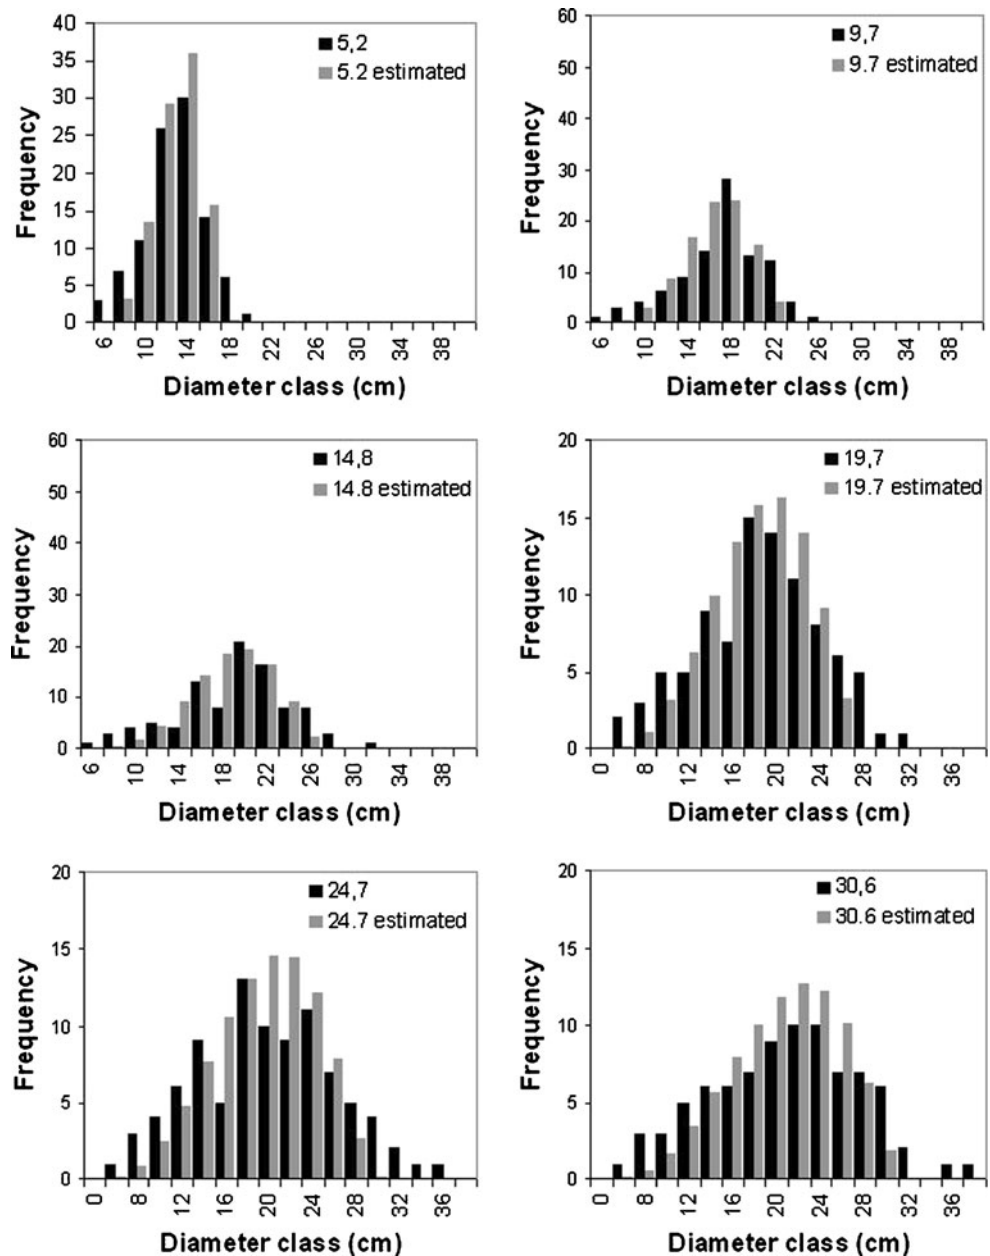 40
35
30
25
20
15
10
5
0
Frequency
5,2
5.2 estimated
6 10 14 18 22 26 30 34 38
Diameter class (cm)
60
50
40
30
20
10
0
Frequency
9,7
9.7 estimated
6 10 14 18 22 26 30 34 38
Diameter class (cm)
60
50
40
30
20
10
0
Frequency
14,8
14.8 estimated
6 10 14 18 22 26 30 34 38
Diameter class (cm)
20
15
10
5
0
Frequency
19,7
19.7 estimated
0 8 12 16 20 24 28 32 36
Diameter class (cm)
20
15
10
5
0
Frequency
24,7
24.7 estimated
0 8 12 16 20 24 28 32 36
Diameter class (cm)
20
15
10
5
0
Frequency
30,6
30.6 estimated
0 8 12 16 20 24 28 32 36
Diameter class (cm)